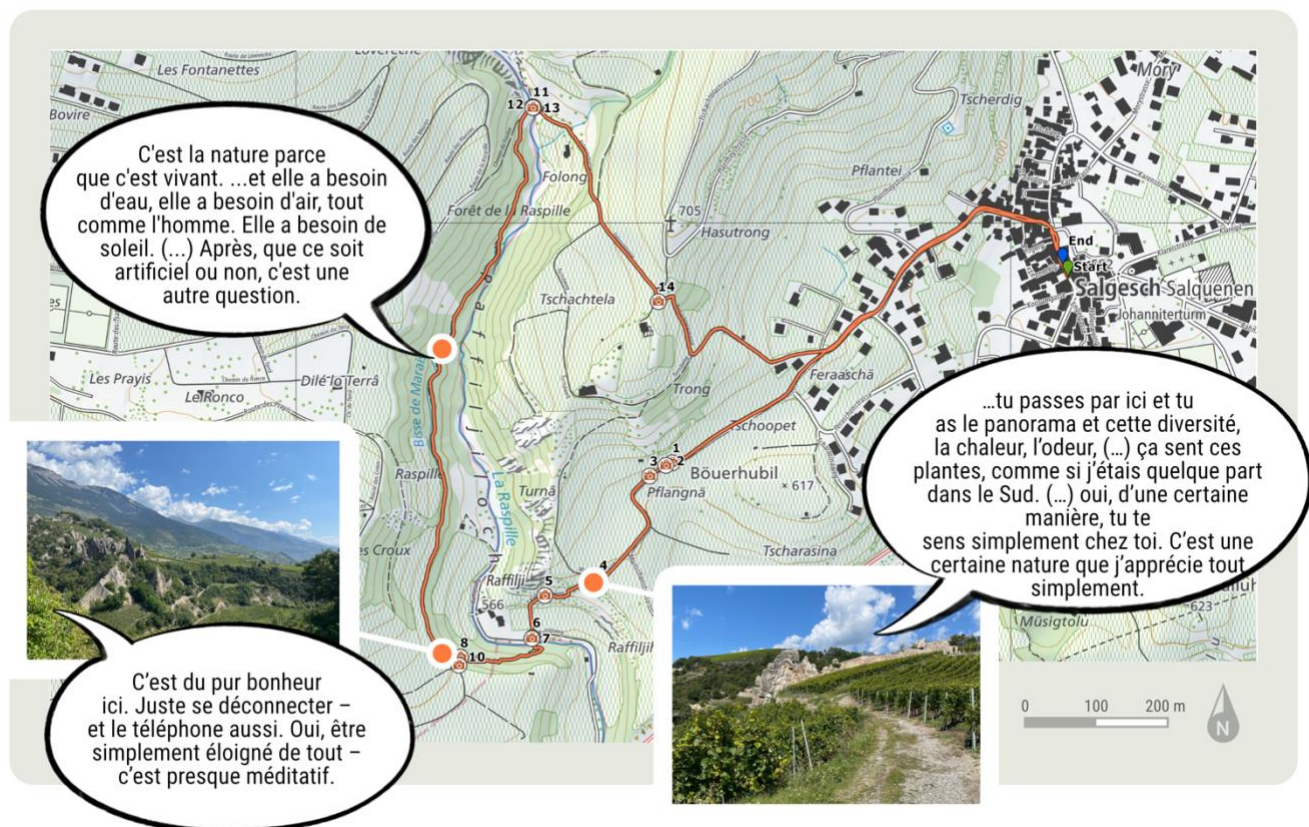 Les Fontanettes
Bovire
Mory
Tscherdig
700
600
Pflantei
11
12
13
Folong
Forêt de la Raspille
705
Hasutrong
C'est la nature parce
que c'est vivant. ...et elle a besoin
d'eau, elle a besoin d'air, tout
comme l'homme. Elle a besoin de
soleil. (...) Après, que ce soit
artificiel ou non, c'est une
autre question.
End
Start
Salgesch Salquenen
Johanniterturm
Tschachtela
14
Les Prayis
Le Ronco
Dilé lo Terrâ
Bisse de Marais
Trong
Feraaschä
Tschoopet
1
2
3
Böuerhubil
Pflangnä
617
Raspille
La Raspille
Turnä
Tscharasina
...tu passes par ici et tu
as le panorama et cette diversité,
la chaleur, l'odeur, (...) ça sent ces
plantes, comme si j'étais quelque part
dans le Sud. (...) oui, d'une certaine
manière, tu te
sens simplement chez toi. C'est une
certaine nature que j'apprécie tout
simplement.
Raffilji
4
5
566
6
7
8
10
623
Müsigtolu
C'est du pur bonheur
ici. Juste se déconnecter –
et le téléphone aussi. Oui, être
simplement éloigné de tout –
c'est presque méditatif.
0 100 200 m
N